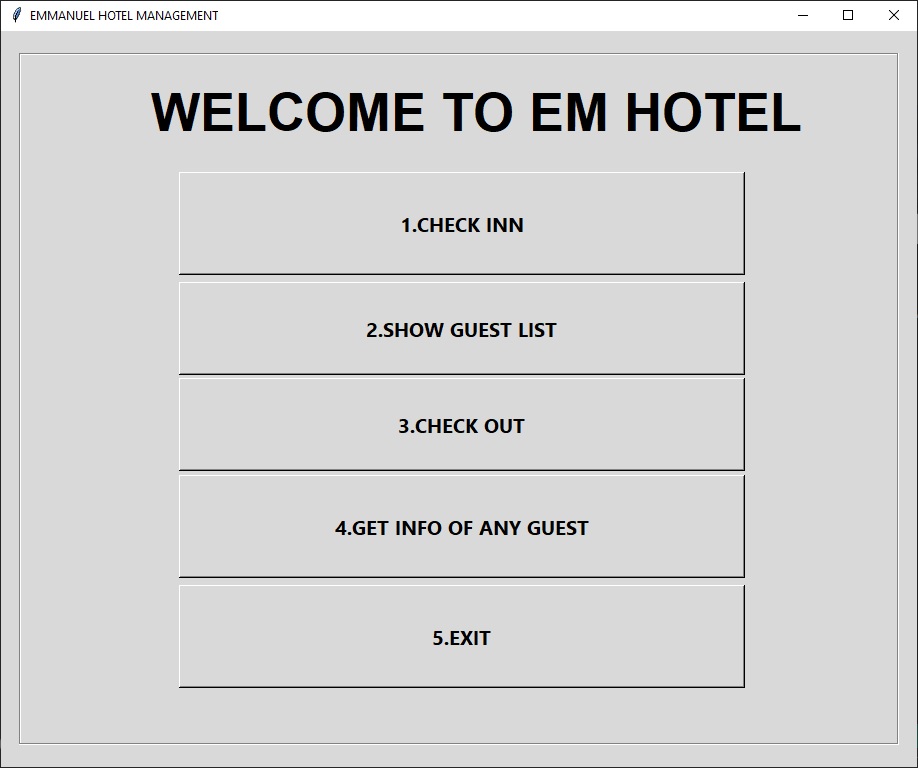 EMMANUEL HOTEL MANAGEMENT
WELCOME TO EM HOTEL
1.CHECK INN
2.SHOW GUEST LIST
3.CHECK OUT
4.GET INFO OF ANY GUEST
5.EXIT